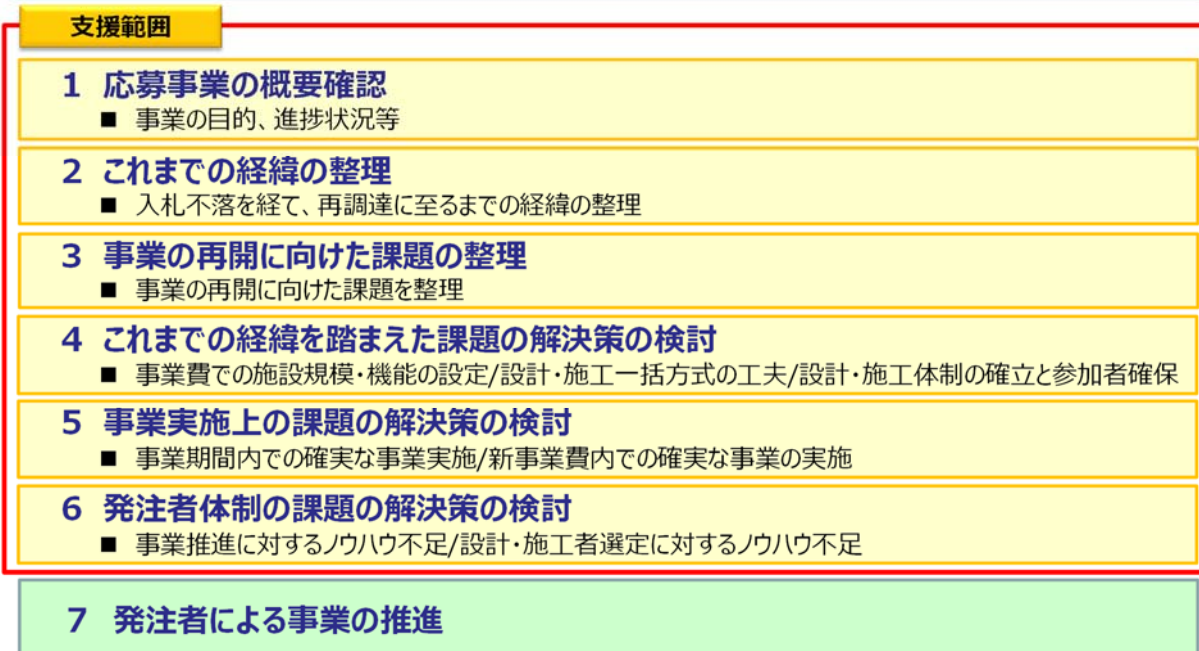 支援範囲
1 応募事業の概要確認
■ 事業の目的、進捗状況等
2 これまでの経緯の整理
■ 入札不落を経て、再調達に至るまでの経緯の整理
3 事業の再開に向けた課題の整理
■ 事業の再開に向けた課題を整理
4 これまでの経緯を踏まえた課題の解決策の検討
■ 事業費での施設規模・機能の設定/設計・施工一括方式の工夫/設計・施工体制の確立と参加者確保
5 事業実施上の課題の解決策の検討
■ 事業期間内での確実な事業実施/新事業費内での確実な事業の実施
6 発注者体制の課題の解決策の検討
■ 事業推進に対するノウハウ不足/設計・施工者選定に対するノウハウ不足
7 発注者による事業の推進